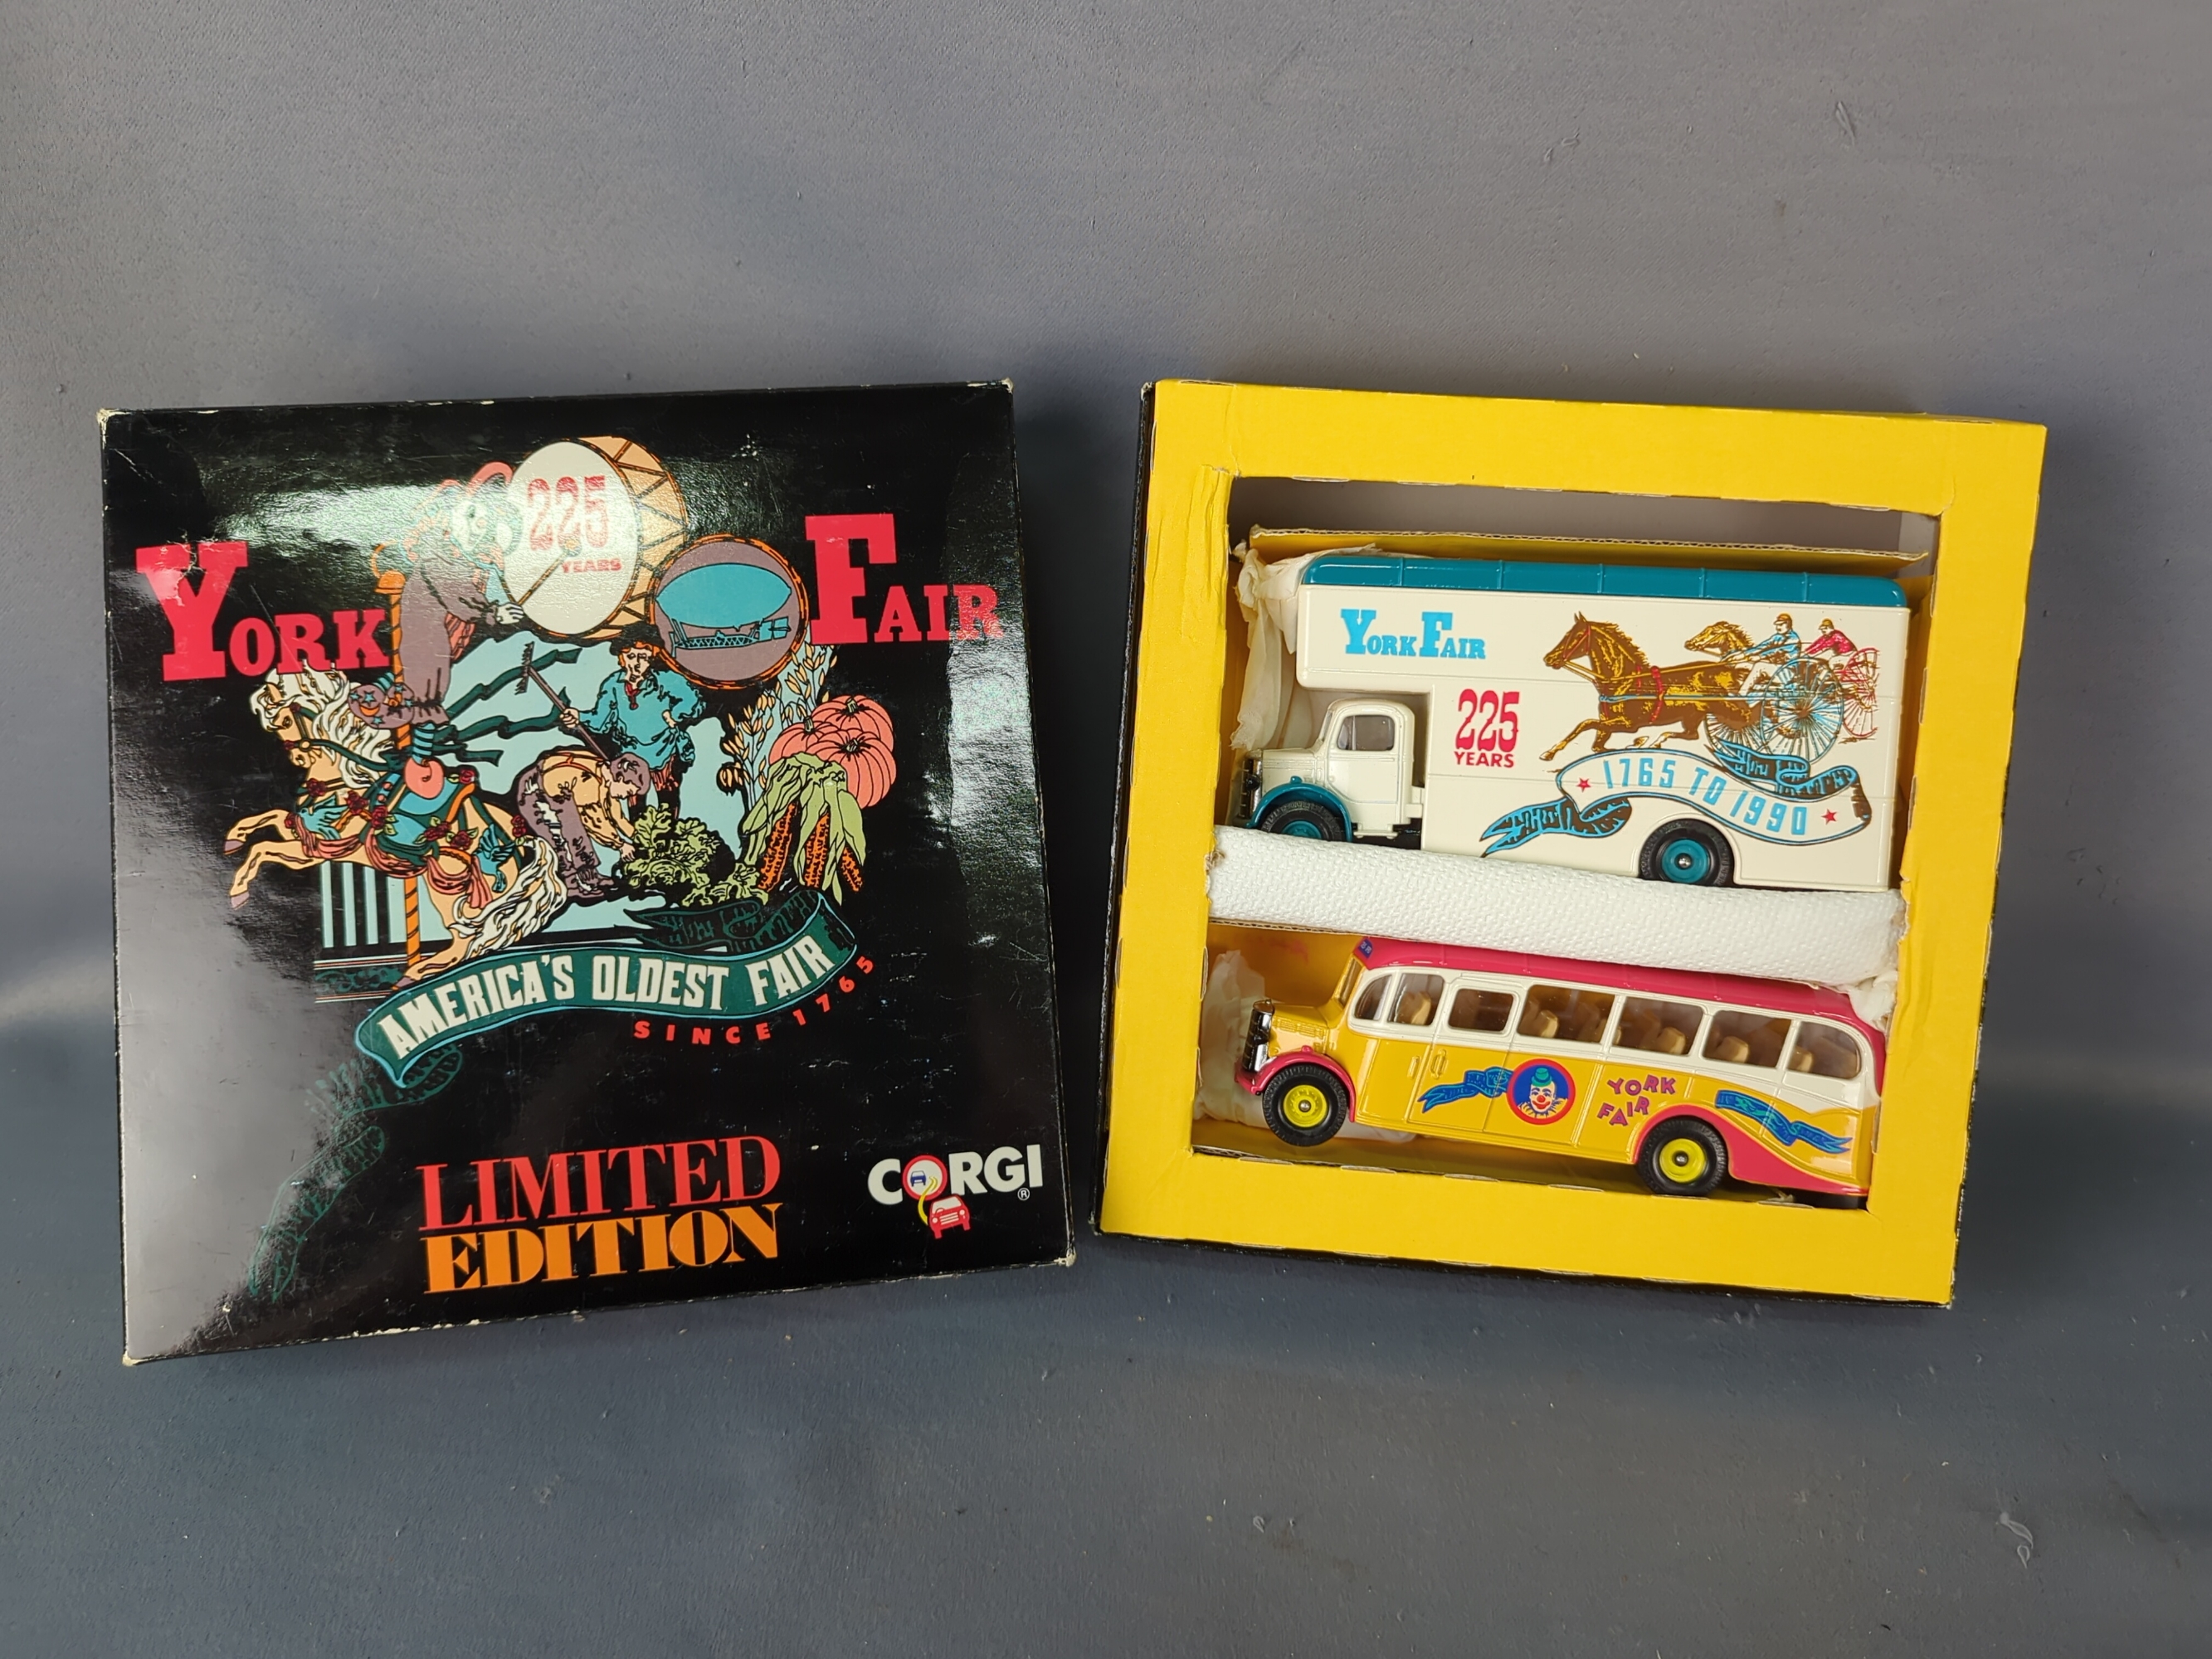 225
YEARS
YORK FAIR
AMERICA'S OLDEST FAIR
SINCE 1765
LIMITED
EDITION
CORGI
®
YORK FAIR
225
YEARS
1765 TO 1990
YORK
FAIR